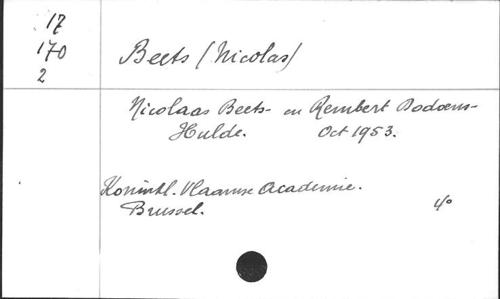 17
170
2
Beets (Nicolas)
Nicolaas Beets- en Rembert Dodoens-
Hulde. Oct 1953.
Koninkl. Vlaamse Academie.
Brussel.
4°